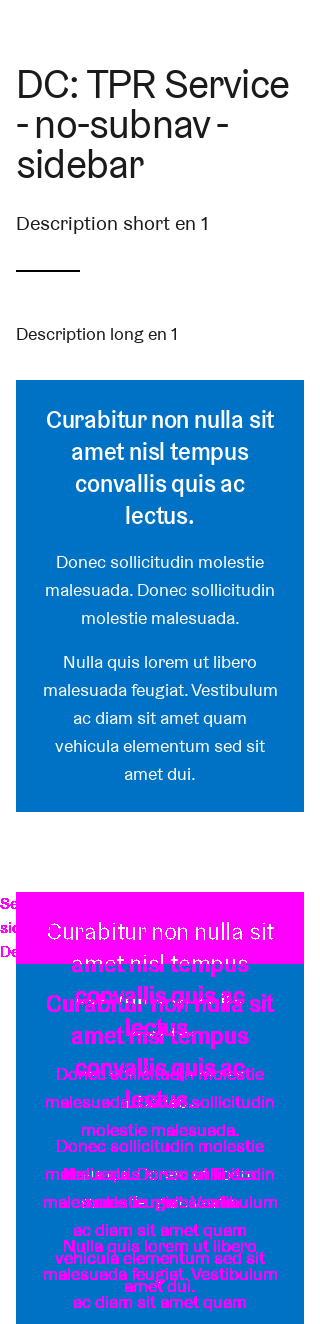 DC: TPR Service
- no-subnav -
sidebar
Description short en 1
Description long en 1
Curabitur non nulla sit
amet nisl tempus
convallis quis ac
lectus.
Donec sollicitudin molestie
malesuada. Donec sollicitudin
molestie malesuada.
Nulla quis lorem ut libero
malesuada feugiat. Vestibulum
ac diam sit amet quam
vehicula elementum sed sit
amet dui.
Se
sid
De
Curabitur non nulla sit
amet nisl tempus
convallis quis ac
lectus.
Curabitur non nulla sit
amet nisl tempus
convallis quis ac
lectus.
Donec sollicitudin molestie
malesuada. Donec sollicitudin
molestie malesuada.
Donec sollicitudin molestie
Nulla quis lorem ut libero
malesuada feugiat. Vestibulum
ac diam sit amet quam
vehicula elementum sed sit
amet dui.
malesuada feugiat. Vestibulum
ac diam sit amet quam